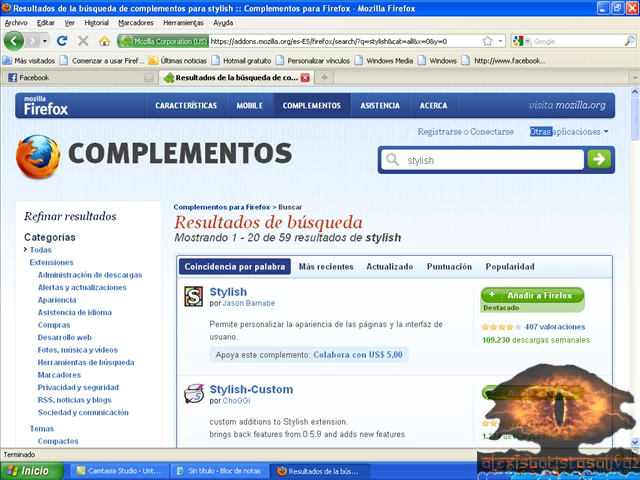 Resultados de la búsqueda de complementos para stylish :: Complementos para Firefox - Mozilla Firefox
Archivo Editar Ver Historial Marcadores Herramientas Ayuda
Mozilla Corporation (US) https://addons.mozilla.org/es-ES/firefox/search/?q=stylish&cat=all&x=0&y=0 Google
Más visitados Comenzar a usar Firef... Últimas noticias Hotmail gratuito Personalizar vínculos Windows Media Windows http://www.facebook...
Facebook Resultados de la búsqueda de co...
mozilla
Firefox CARACTERÍSTICAS MOBILE COMPLEMENTOS ASISTENCIA ACERCA visita mozilla.org
Registrarse o Conectarse Otras aplicaciones
COMPLEMENTOS stylish
Refinar resultados
Categorías
Todas
Extensiones
Administración de descargas
Alertas y actualizaciones
Apariencia
Asistencia de idioma
Compras
Desarrollo web
Fotos, música y vídeos
Herramientas de búsqueda
Marcadores
Privacidad y seguridad
RSS, noticias y blogs
Sociedad y comunicación
Temas
Compactos
Complementos para Firefox > Buscar
Resultados de búsqueda
Mostrando 1 - 20 de 59 resultados de stylish
Coincidencia por palabra Más recientes Actualizado Puntuación Popularidad
Stylish
por Jason Barnabe
Permite personalizar la apariencia de las páginas y la interfaz de
usuario.
Apoya este complemento: Colabora con US$ 5,00
+ Añadir a Firefox
Destacado
407 valoraciones
109.230 descargas semanales
Stylish-Custom
por ChoGGi
custom additions to Stylish extension.
brings back features from 0.5.9 and adds new features
Terminado
Inicio Camtasia Studio - Unt... Sin título - Bloc de notas Resultados de la bús...